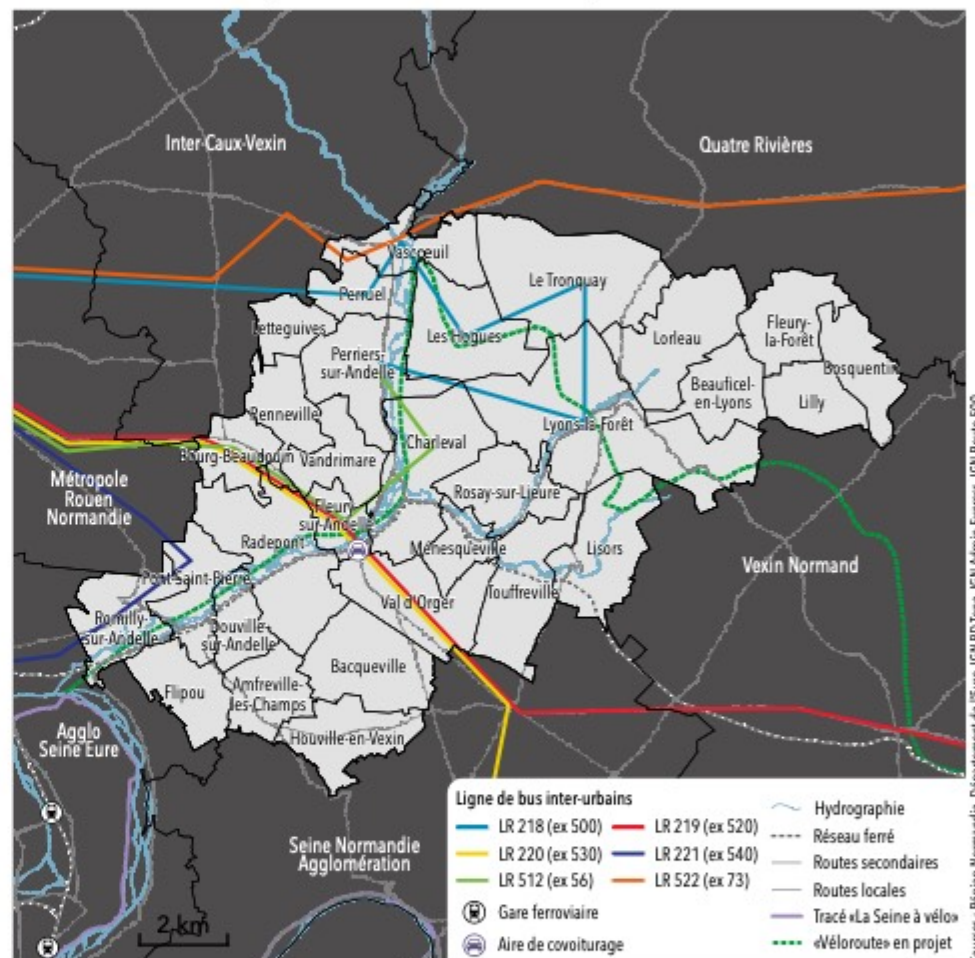 Inter-Caux-Vexin
Quatre Rivières
Vascœuil
Perruel
Le Tronquay
Letteguives
Les Hogues
Lorleau
Fleury-
la-Forêt
Perriers-
sur-Andelle
Bosquentin
Beauficel-
en-Lyons
Lilly
Renneville
Charleval
Lyons-la-Forêt
Bourg-Beaudouin
Vandrimare
Métropole
Rouen
Normandie
Rosay-sur-Lieure
Fleury-
sur-Andelle
Radepont
Ménesqueville
Lisors
Vexin Normand
Pont-Saint-Pierre
Touffreville
Val d'Orger
Romilly-
sur-Andelle
Douville-
sur-Andelle
Bacqueville
Flipou
Amfreville-
les-Champs
Houville-en-Vexin
Agglo
Seine Eure
Seine Normandie
Agglomération
2 km
Ligne de bus inter-urbains
LR 218 (ex 500)
LR 219 (ex 520)
LR 220 (ex 530)
LR 221 (ex 540)
LR 512 (ex 56)
LR 522 (ex 73)
Gare ferroviaire
Aire de covoiturage
Hydrographie
Réseau ferré
Routes secondaires
Routes locales
Tracé «La Seine à vélo»
«Véloroute» en projet